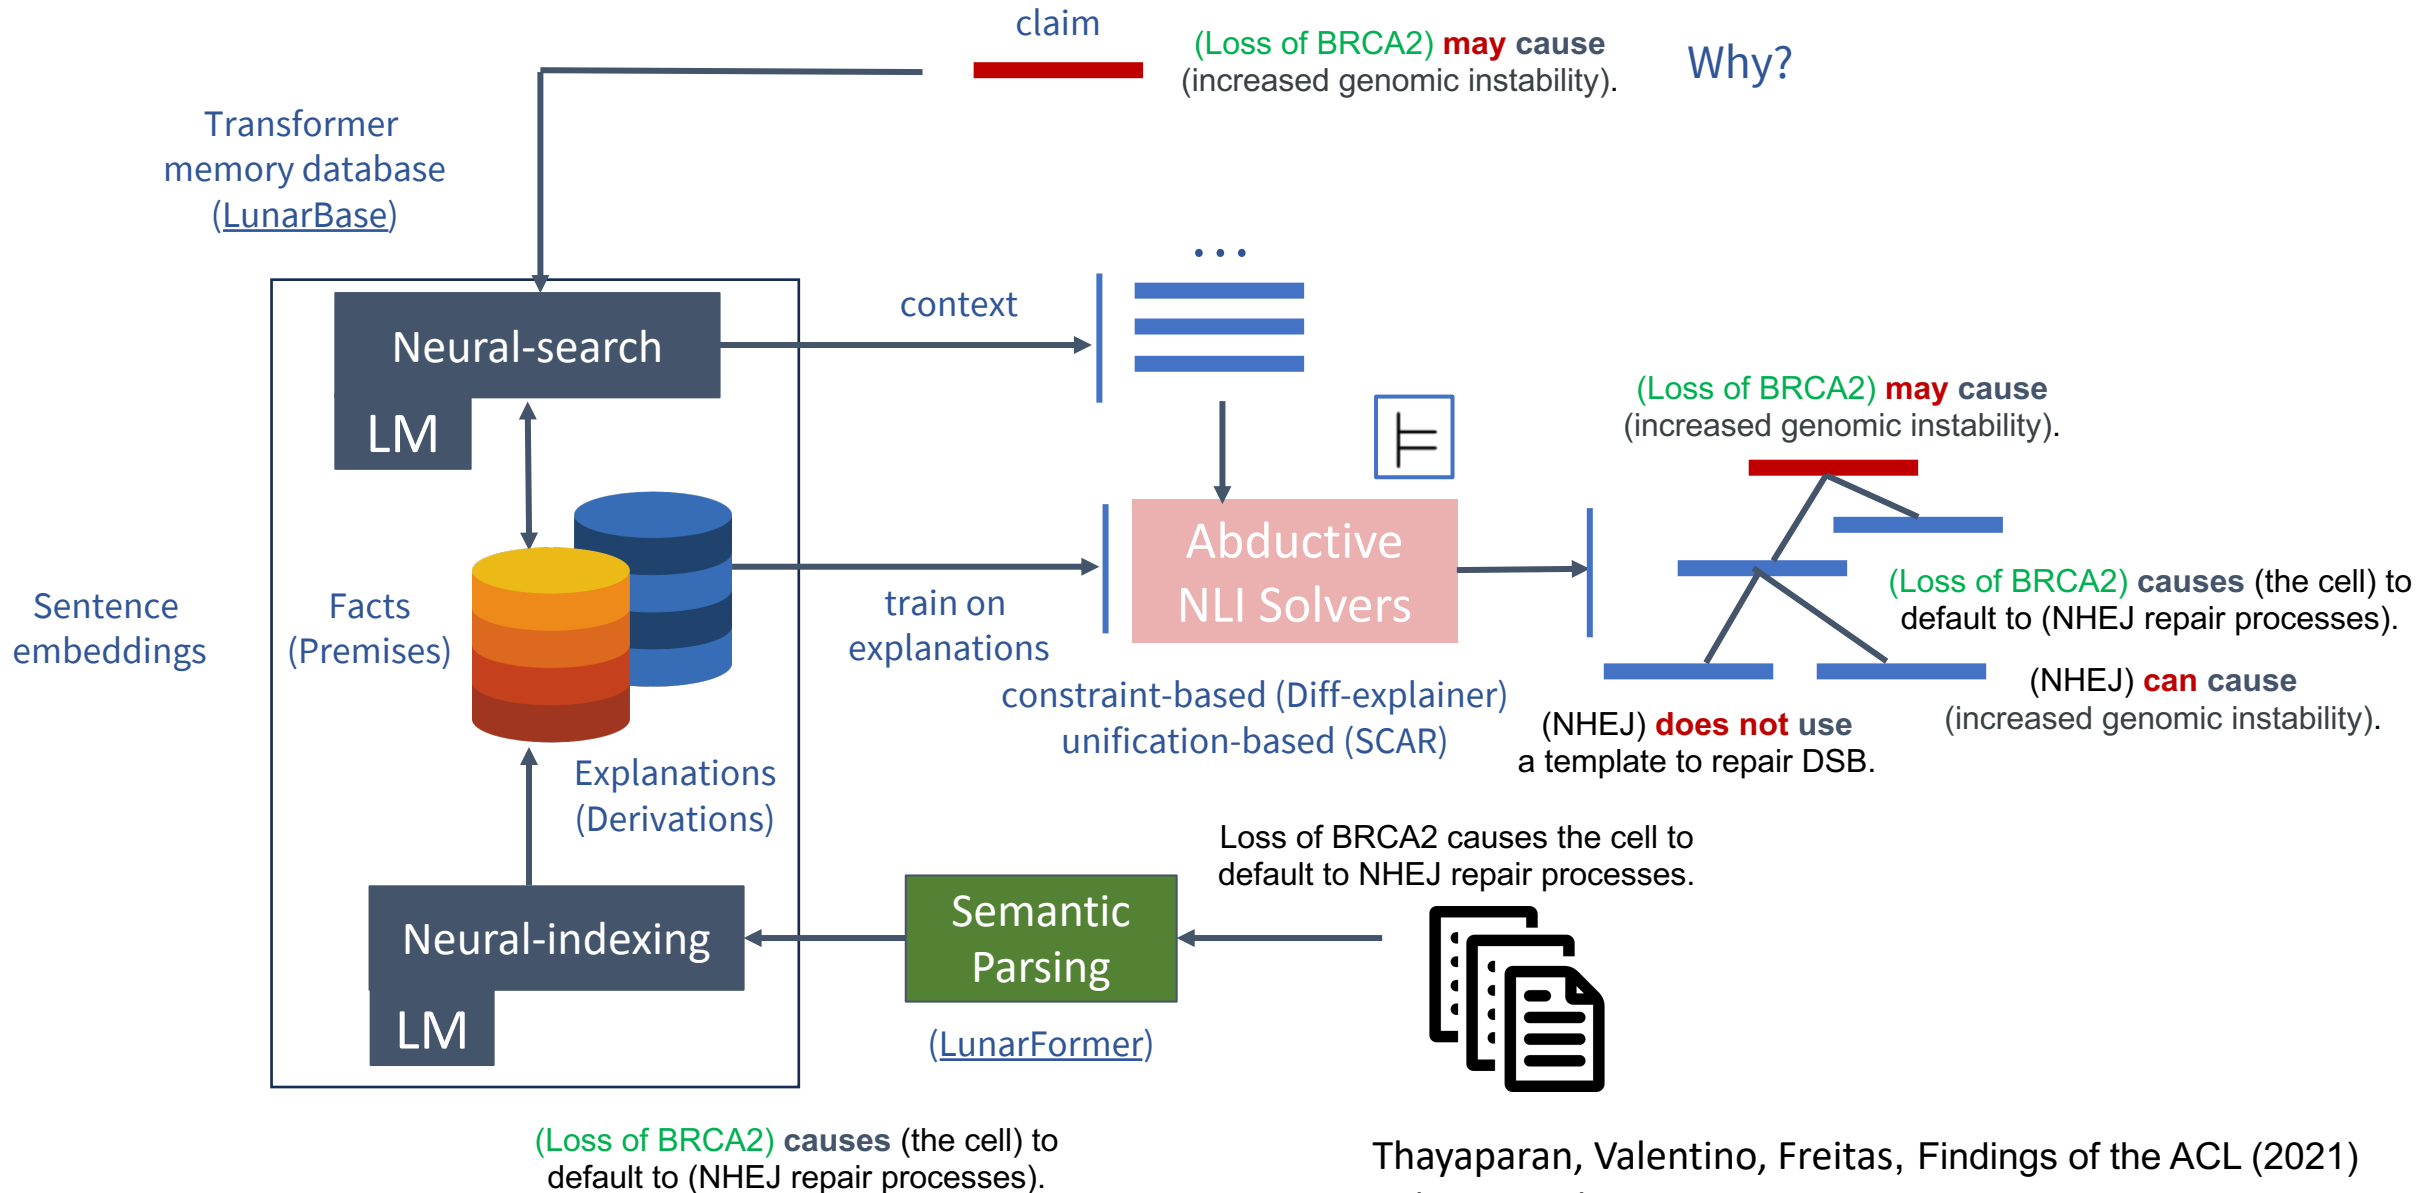 claim
(Loss of BRCA2) may cause
(increased genomic instability).
Why?
Transformer
memory database
(LunarBase)
. . .
context
Neural-search
LM
(Loss of BRCA2) may cause
(increased genomic instability).
Abductive
NLI Solvers
Sentence
embeddings
Facts
(Premises)
train on
explanations
(Loss of BRCA2) causes (the cell) to
default to (NHEJ repair processes).
constraint-based (Diff-explainer)
unification-based (SCAR)
(NHEJ) can cause
(increased genomic instability).
(NHEJ) does not use
a template to repair DSB.
Explanations
(Derivations)
Loss of BRCA2 causes the cell to
default to NHEJ repair processes.
Neural-indexing
LM
Semantic
Parsing
(LunarFormer)
(Loss of BRCA2) causes (the cell) to
default to (NHEJ repair processes).
Thayaparan, Valentino, Freitas, Findings of the ACL (2021)